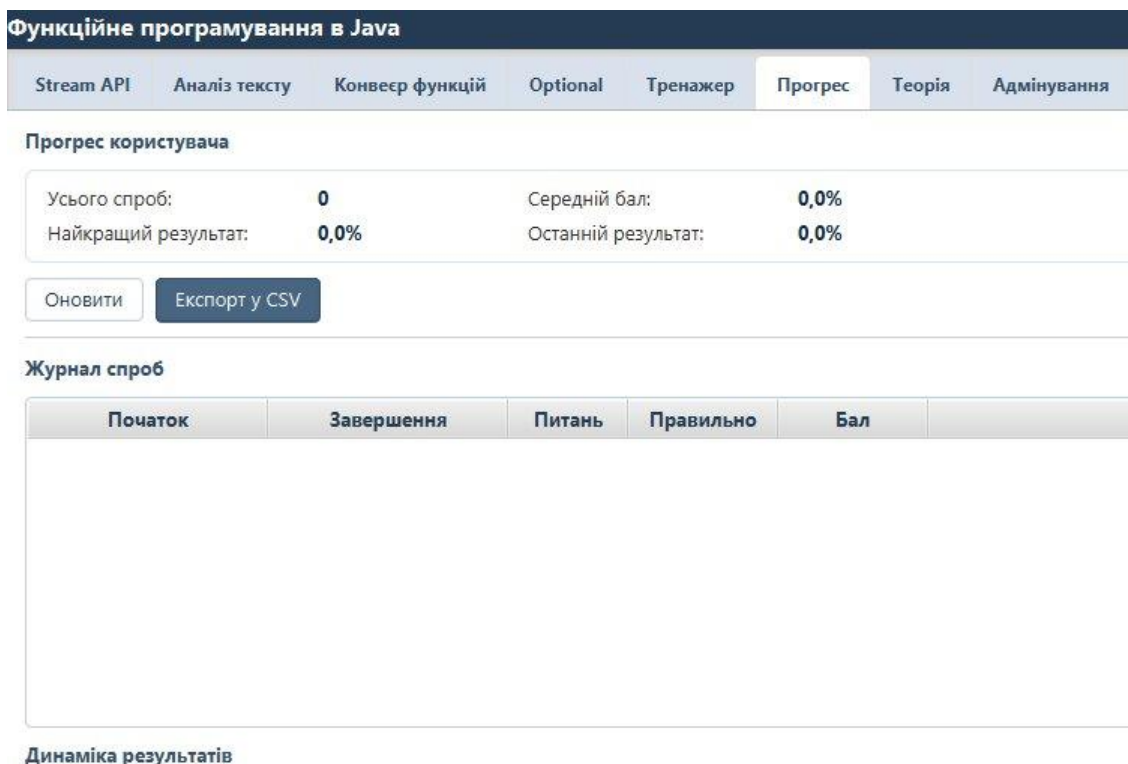 Функційне програмування в Java
Stream API Аналіз тексту Конвеєр функцій Optional Тренажер Прогрес Теорія Адмінування
Прогрес користувача
Усього спроб: 0 Середній бал: 0,0%
Найкращий результат: 0,0% Останній результат: 0,0%
Оновити Експорт у CSV
Журнал спроб
Початок Завершення Питань Правильно Бал
Динаміка результатів